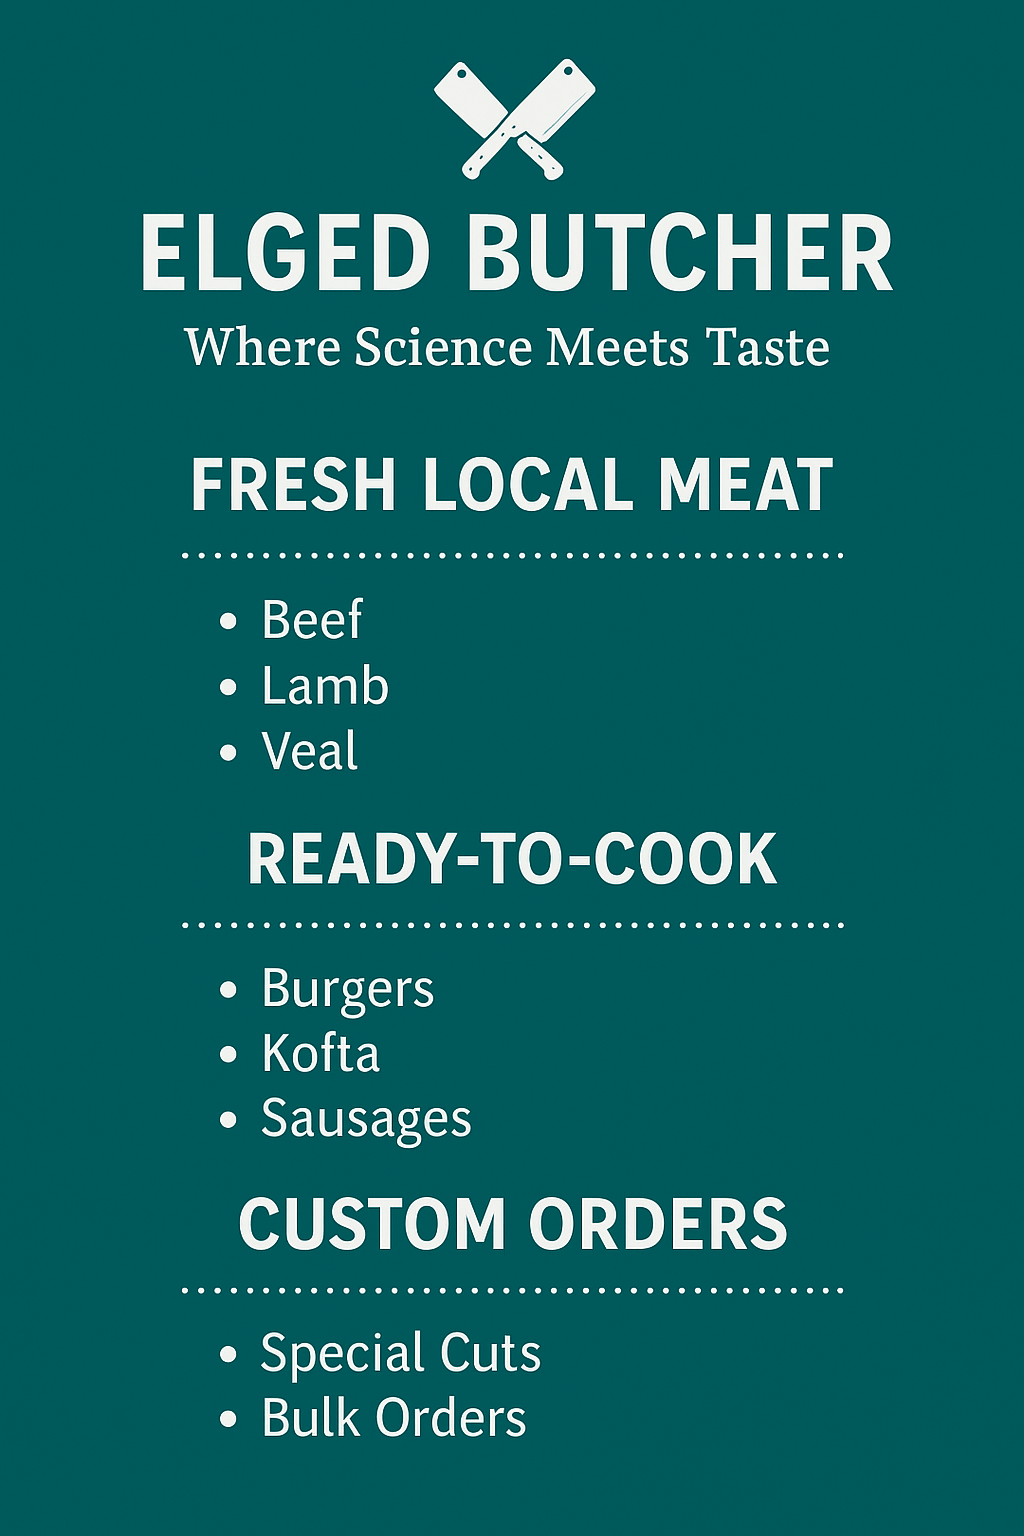 ELGED BUTCHER
Where Science Meets Taste
FRESH LOCAL MEAT
• Beef
• Lamb
• Veal
READY-TO-COOK
• Burgers
• Kofta
• Sausages
CUSTOM ORDERS
• Special Cuts
• Bulk Orders